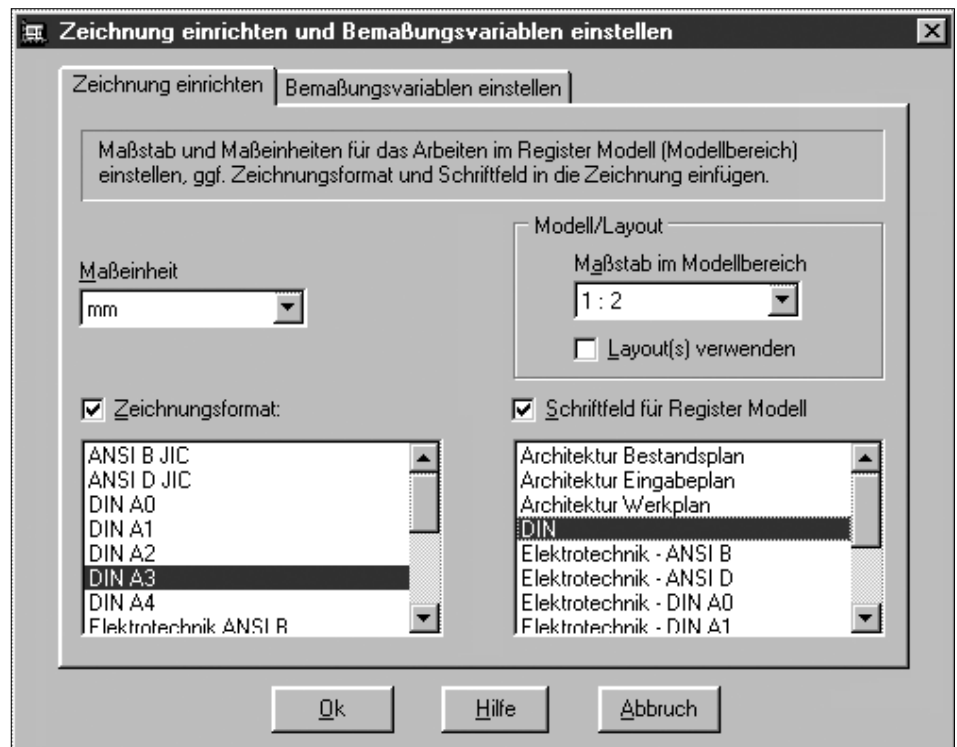 Zeichnung einrichten und Bemaßungsvariablen einstellen
Zeichnung einrichten
Bemaßungsvariablen einstellen
Maßstab und Maßeinheiten für das Arbeiten im Register Modell (Modellbereich)
einstellen, ggf. Zeichnungsformat und Schriftfeld in die Zeichnung einfügen.
Maßeinheit
mm
Modell/Layout
Maßstab im Modellbereich
1 : 2
Layout(s) verwenden
Zeichnungsformat:
ANSI B JIC
ANSI D JIC
DIN A0
DIN A1
DIN A2
DIN A3
DIN A4
Elektrotechnik ANSI B
Schriftfeld für Register Modell
Architektur Bestandsplan
Architektur Eingabeplan
Architektur Werkplan
DIN
Elektrotechnik - ANSI B
Elektrotechnik - ANSI D
Elektrotechnik - DIN A0
Elektrotechnik - DIN A1
Ok
Hilfe
Abbruch